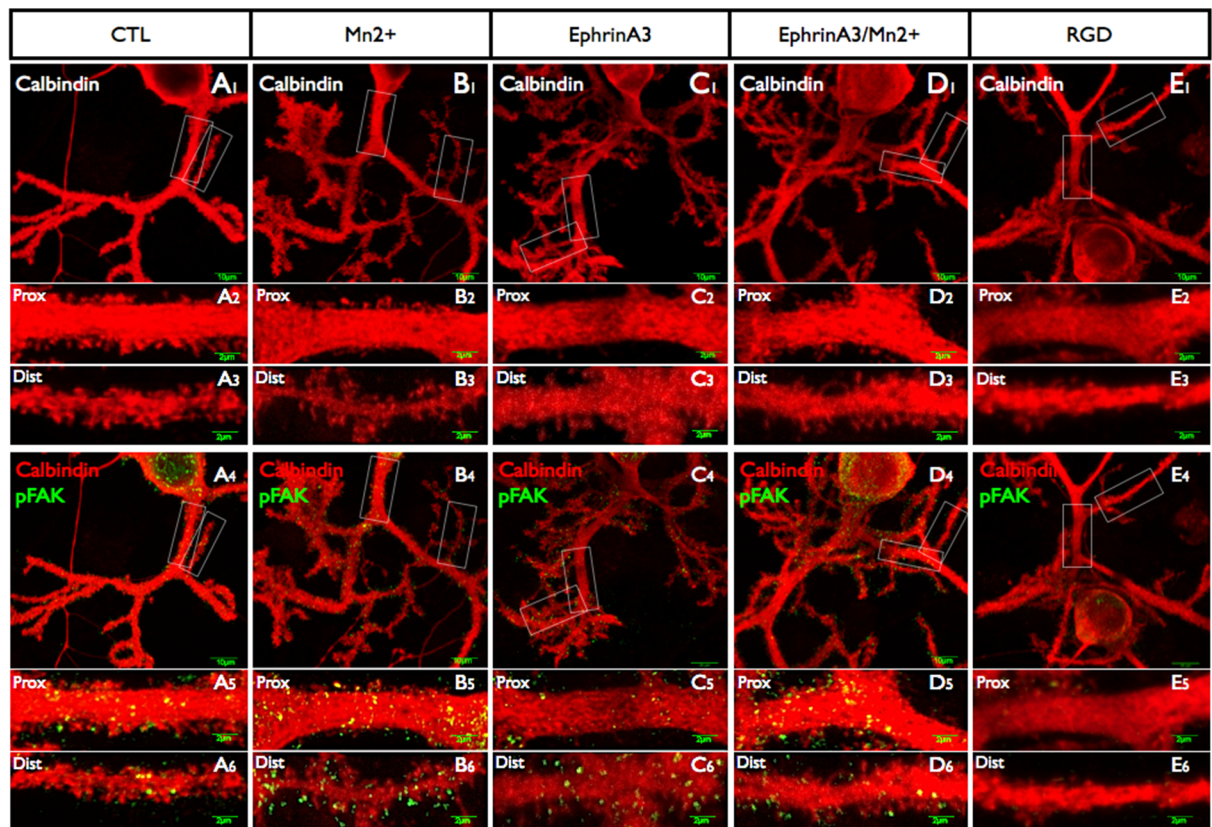 CTL Mn2+ EphrinA3 EphrinA3/Mn2+ RGD
Calbindin A1 Calbindin B1 Calbindin C1 Calbindin D1 Calbindin E1
10μm 10μm 10μm 10μm 10μm
Prox A2 Prox B2 Prox C2 Prox D2 Prox E2
2μm 2μm 2μm 2μm 2μm
Dist A3 Dist B3 Dist C3 Dist D3 Dist E3
2μm 2μm 2μm 2μm 2μm
Calbindin A4 Calbindin B4 Calbindin C4 Calbindin D4 Calbindin E4
pFAK pFAK pFAK pFAK pFAK
10μm 10μm 10μm
Prox A5 Prox B5 Prox C5 Prox D5 Prox E5
2μm 2μm 2μm 2μm 2μm
Dist A6 Dist B6 Dist C6 Dist D6 Dist E6
2μm 2μm 2μm 2μm 2μm